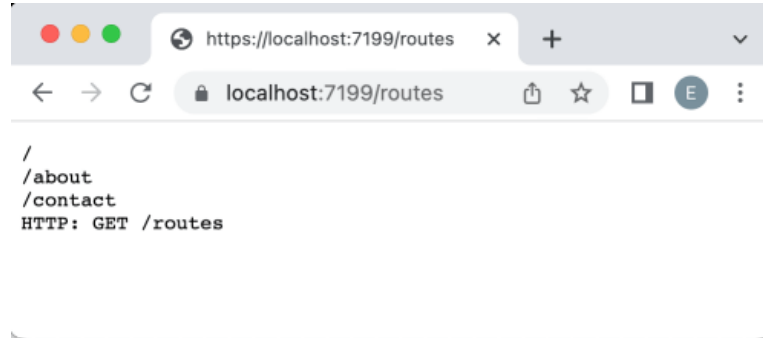 https://localhost:7199/routes
localhost:7199/routes
E
/
/about
/contact
HTTP: GET /routes